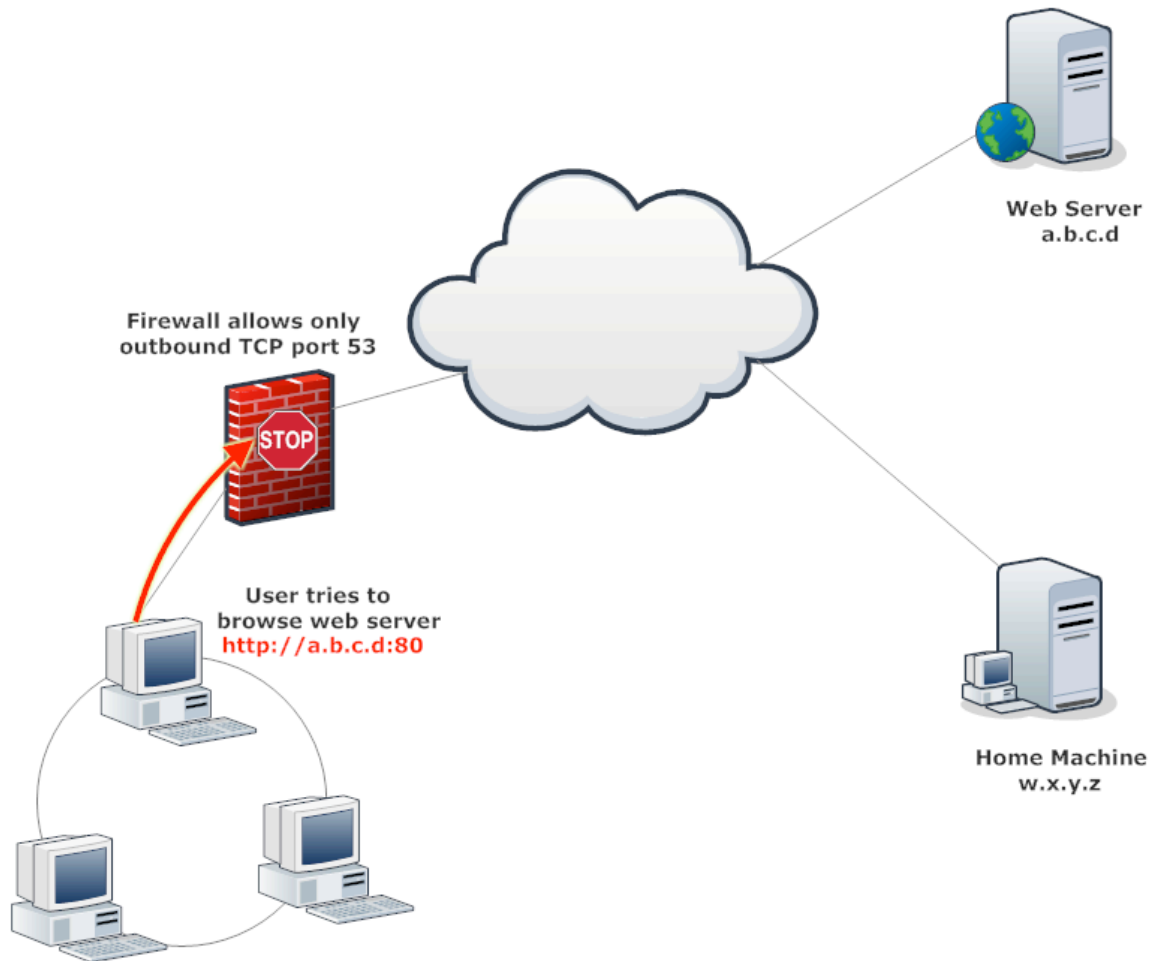 Web Server
a.b.c.d
Firewall allows only
outbound TCP port 53
STOP
User tries to
browse web server
http://a.b.c.d:80
Home Machine
w.x.y.z